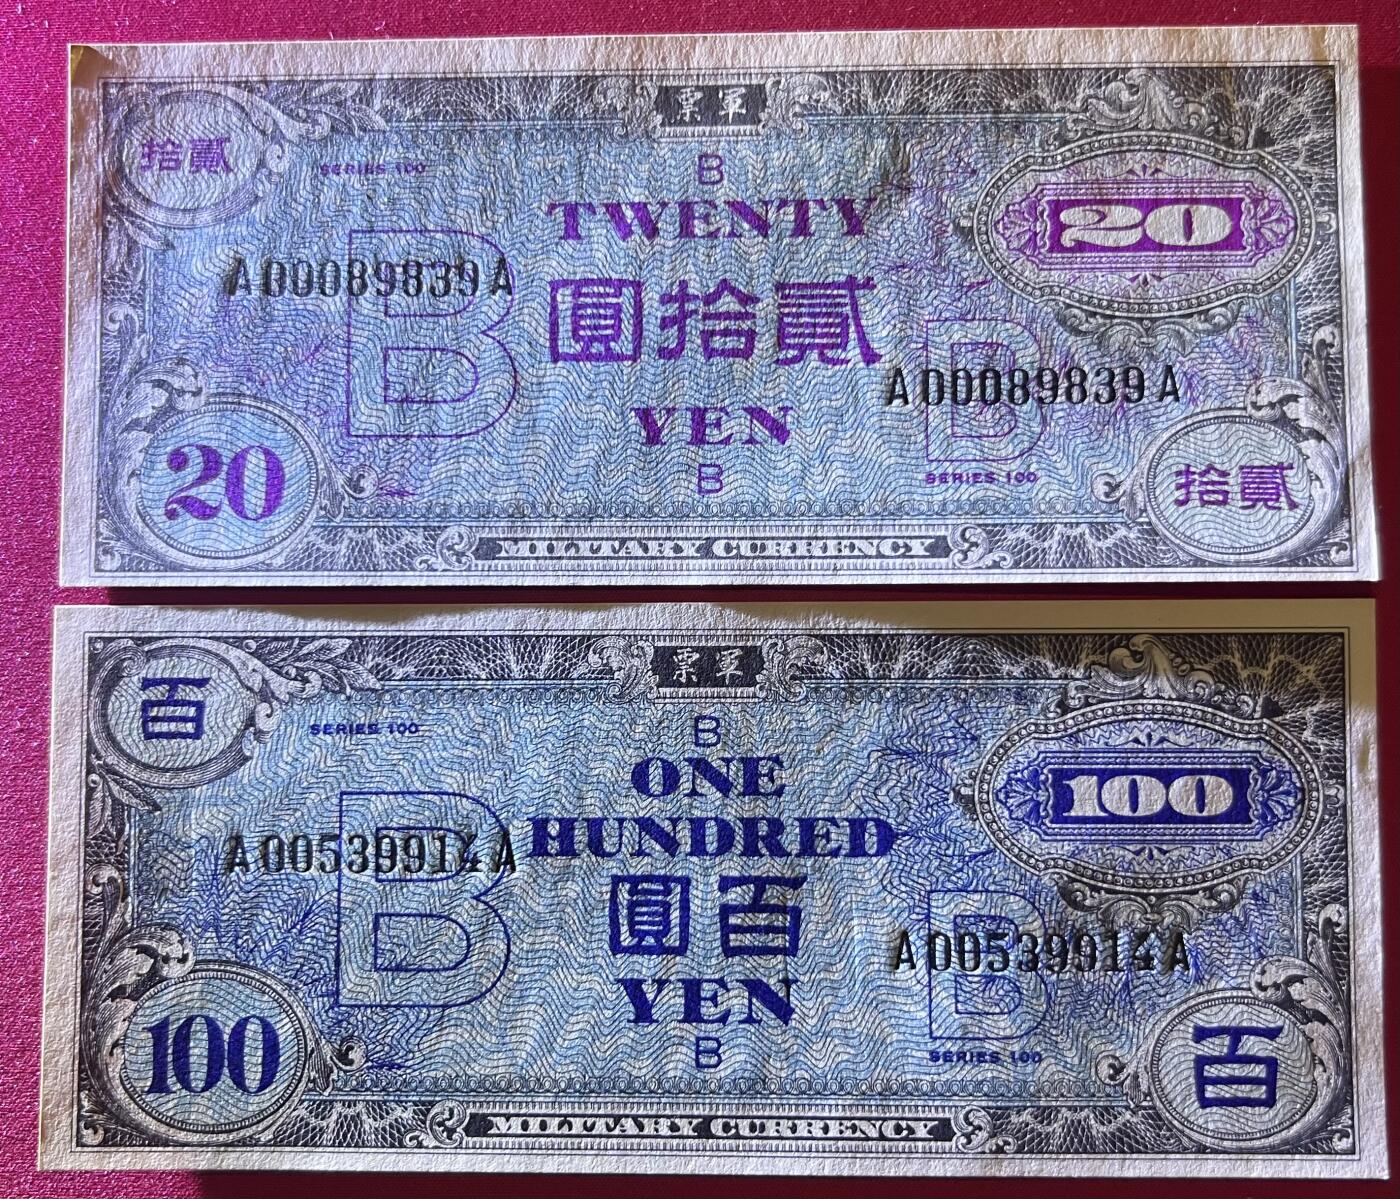 票軍
拾貳
SERIES 100
B
20
TWENTY
B
A00089839A
圓拾貳
B
A00089839A
YEN
20
B
SERIES 100
拾貳
MILITARY CURRENCY
票軍
百
SERIES 100
B
100
ONE
B
HUNDRED
A00539914A
圓百
B
A00539914A
YEN
100
B
SERIES 100
百
MILITARY CURRENCY